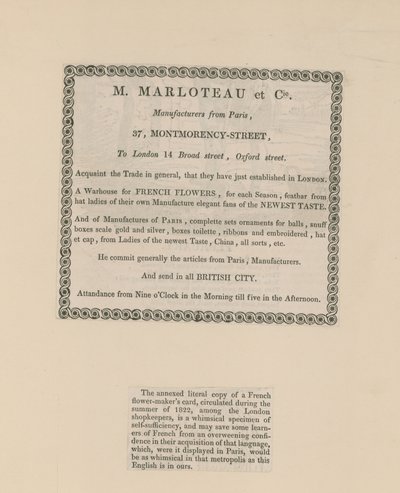 M. MARLOTEAU et Cie.
Manufacturers from Paris,
37, MONTMORENCY-STREET,
To London 14 Broad street, Oxford street.
Acquaint the Trade in general, that they have just established in LONDON.
A Warhouse for FRENCH FLOWERS, for each Season, feathar from
hat ladies of their own Manufacture elegant fans of the NEWEST TASTE.
And of Manufactures of PARIS, complette sets ornaments for balls, snuff
boxes scale gold and silver, boxes toilette, ribbons and embroidered, hat
et cap, from Ladies of the newest Taste, China, all sorts, etc.
He commit generally the articles from Paris, Manufacturers.
And send in all BRITISH CITY.
Attandance from Nine o'Clock in the Morning till five in the Afternoon.
The annexed literal copy of a French
flower-maker's card, circulated during the
summer of 1822, among the London
shopkeepers, is a whimsical specimen of
self-sufficiency, and may save some learn-
ers of French from an overweening confi-
dence in their acquisition of that language,
which, were it displayed in Paris, would
be as whimsical in that metropolis as this
English is in ours.